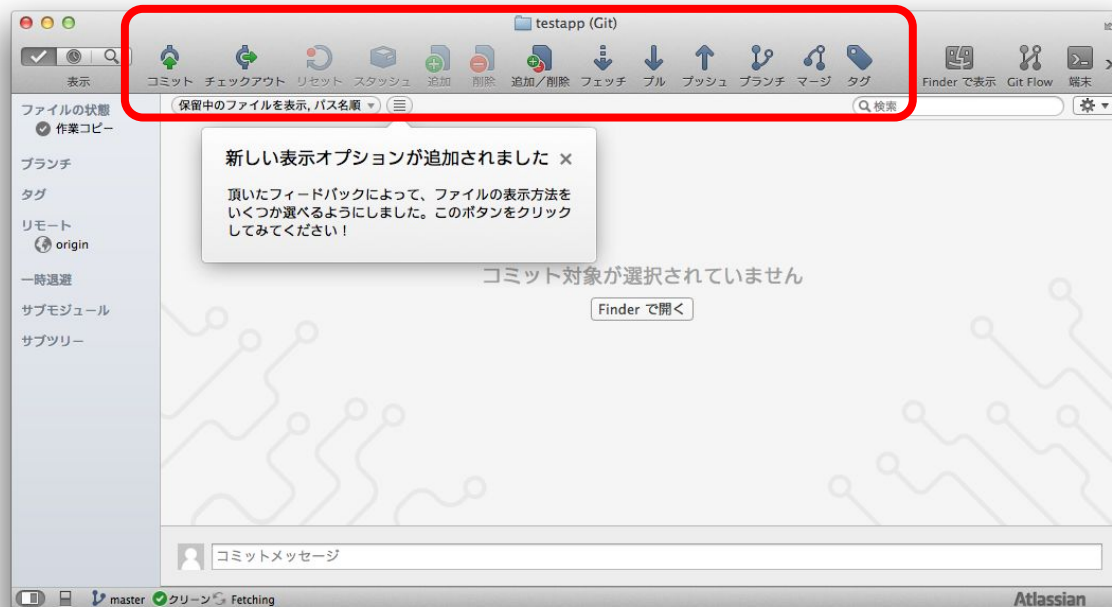 testapp (Git)
表示
コミット チェックアウト リセット スタッシュ 追加 削除 追加/削除 フェッチ プル プッシュ ブランチ マージ タグ Finder で表示 Git Flow 端末
保留中のファイルを表示, パス名順
検索
ファイルの状態
作業コピー
ブランチ
タグ
リモート
origin
一時退避
サブモジュール
サブツリー
新しい表示オプションが追加されました
頂いたフィードバックによって、ファイルの表示方法を
いくつか選べるようにしました。このボタンをクリック
してみてください！
コミット対象が選択されていません
Finder で開く
コミットメッセージ
master クリーン Fetching
Atlassian